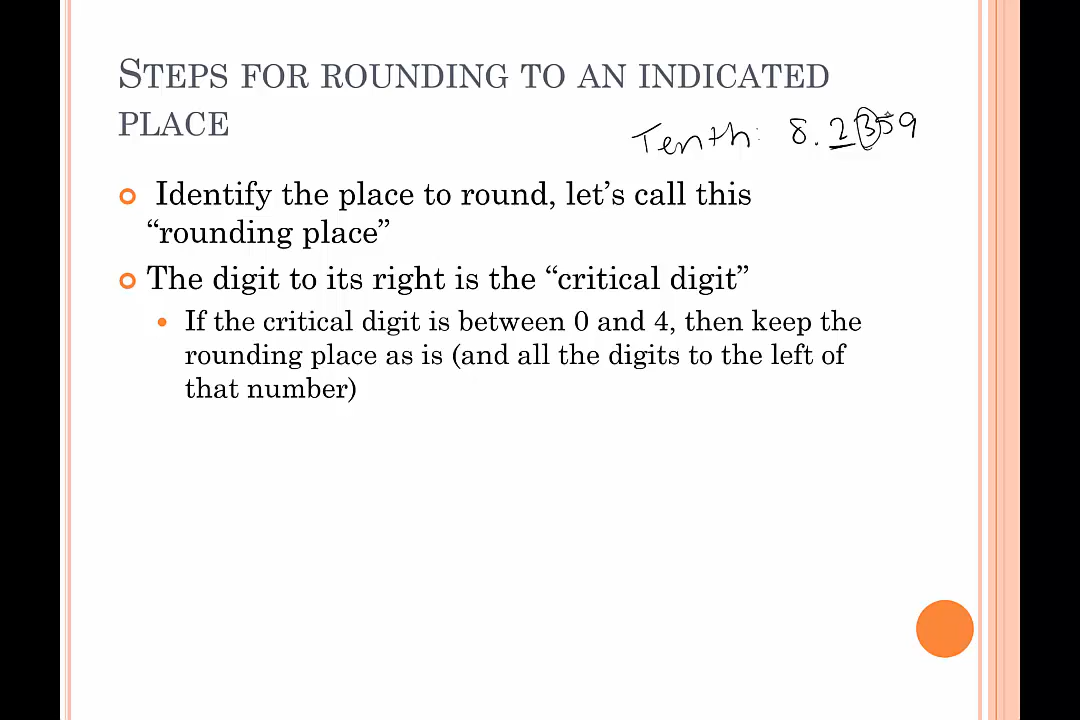 STEPS FOR ROUNDING TO AN INDICATED
PLACE
Tenth: 8.2359
Identify the place to round, let's call this
“rounding place”
The digit to its right is the “critical digit”
If the critical digit is between 0 and 4, then keep the
rounding place as is (and all the digits to the left of
that number)